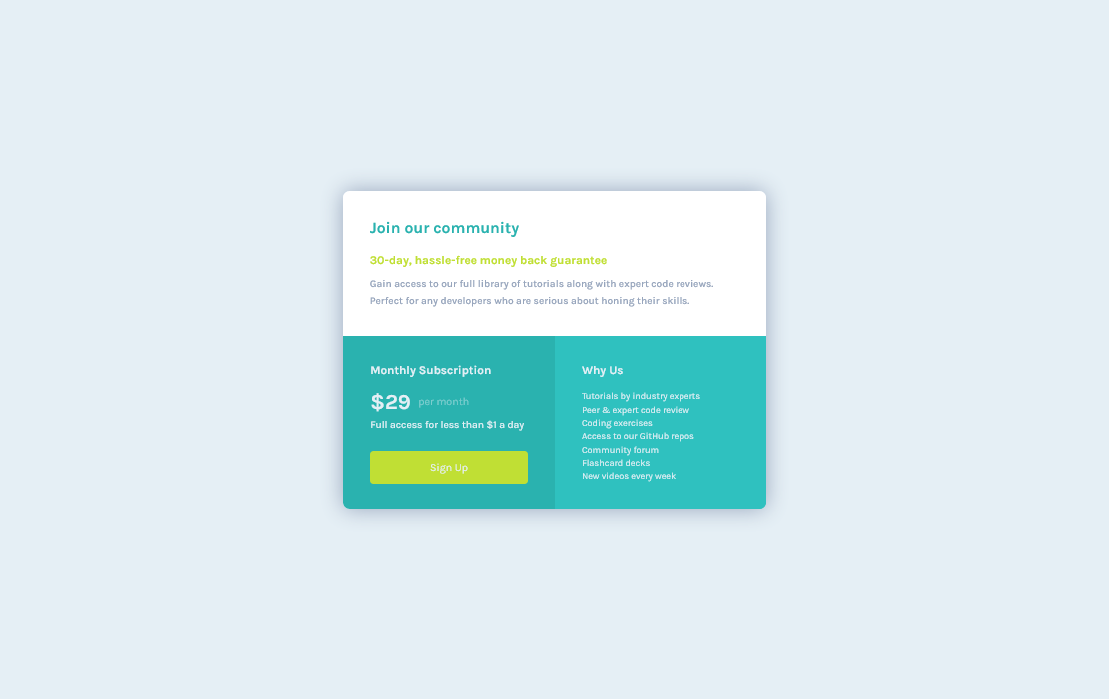 Join our community
30-day, hassle-free money back guarantee
Gain access to our full library of tutorials along with expert code reviews.
Perfect for any developers who are serious about honing their skills.
Monthly Subscription
$29 per month
Full access for less than $1 a day
Sign Up
Why Us
Tutorials by industry experts
Peer & expert code review
Coding exercises
Access to our GitHub repos
Community forum
Flashcard decks
New videos every week